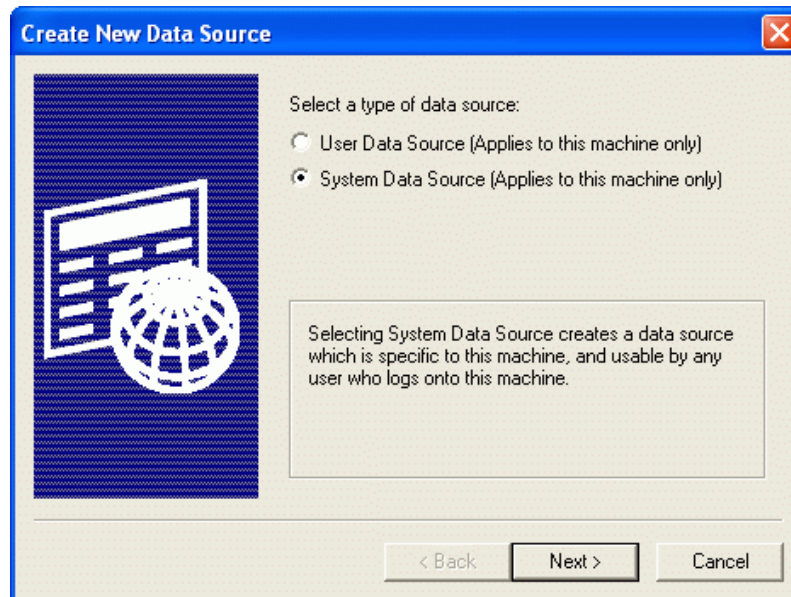 Create New Data Source
Select a type of data source:
User Data Source (Applies to this machine only)
System Data Source (Applies to this machine only)
Selecting System Data Source creates a data source
which is specific to this machine, and usable by any
user who logs onto this machine.
< Back
Next >
Cancel